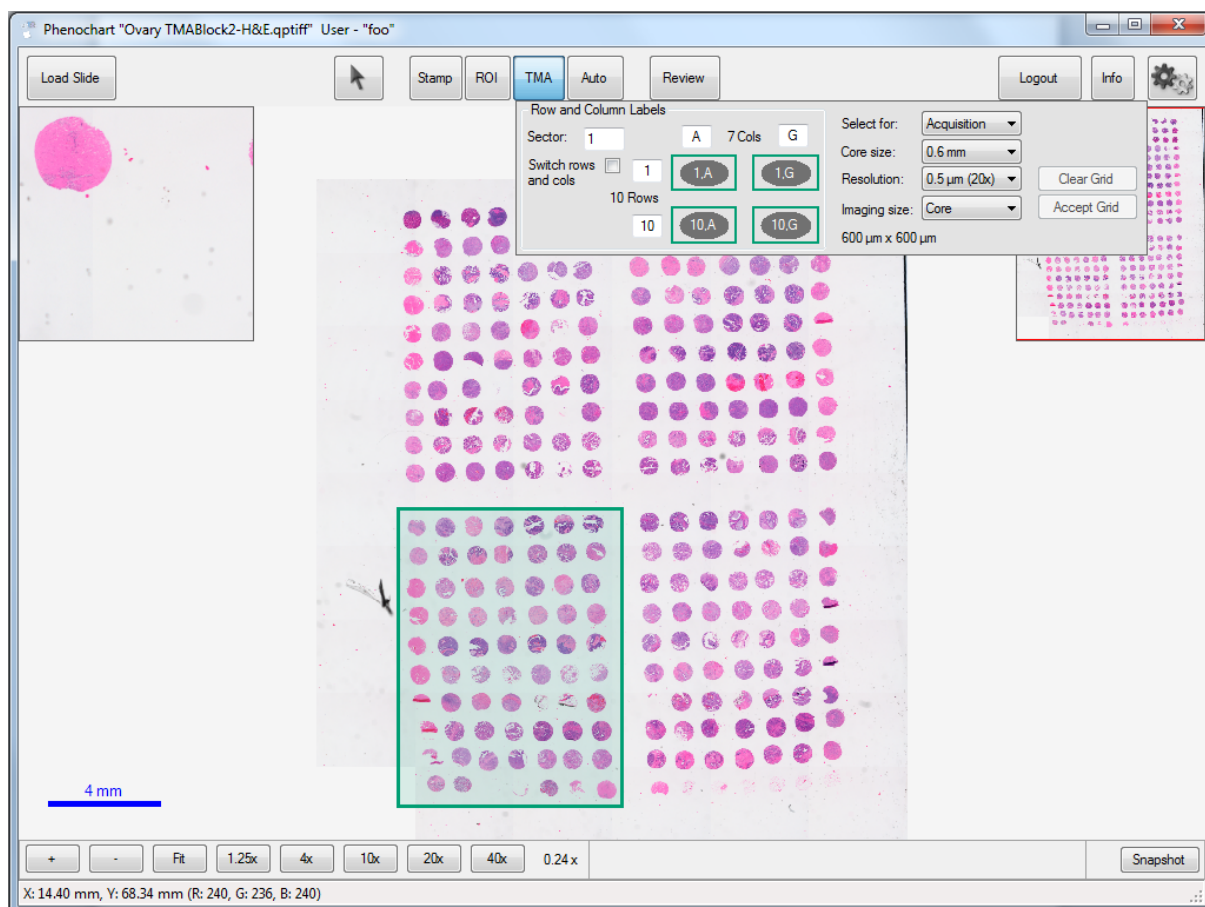 Phenochart "Ovary TMABlock2-H&E.qptiff" User - "foo"
Load Slide
Stamp
ROI
TMA
Auto
Review
Logout
Info
Row and Column Labels
Sector:
1
A
7 Cols
G
Switch rows
and cols
1
1,A
1,G
10 Rows
10
10,A
10,G
Select for:
Acquisition
Core size:
0.6 mm
Resolution:
0.5 µm (20x)
Clear Grid
Imaging size:
Core
Accept Grid
600 µm x 600 µm
4 mm
+
-
Fit
1.25x
4x
10x
20x
40x
0.24 x
Snapshot
X: 14.40 mm, Y: 68.34 mm (R: 240, G: 236, B: 240)